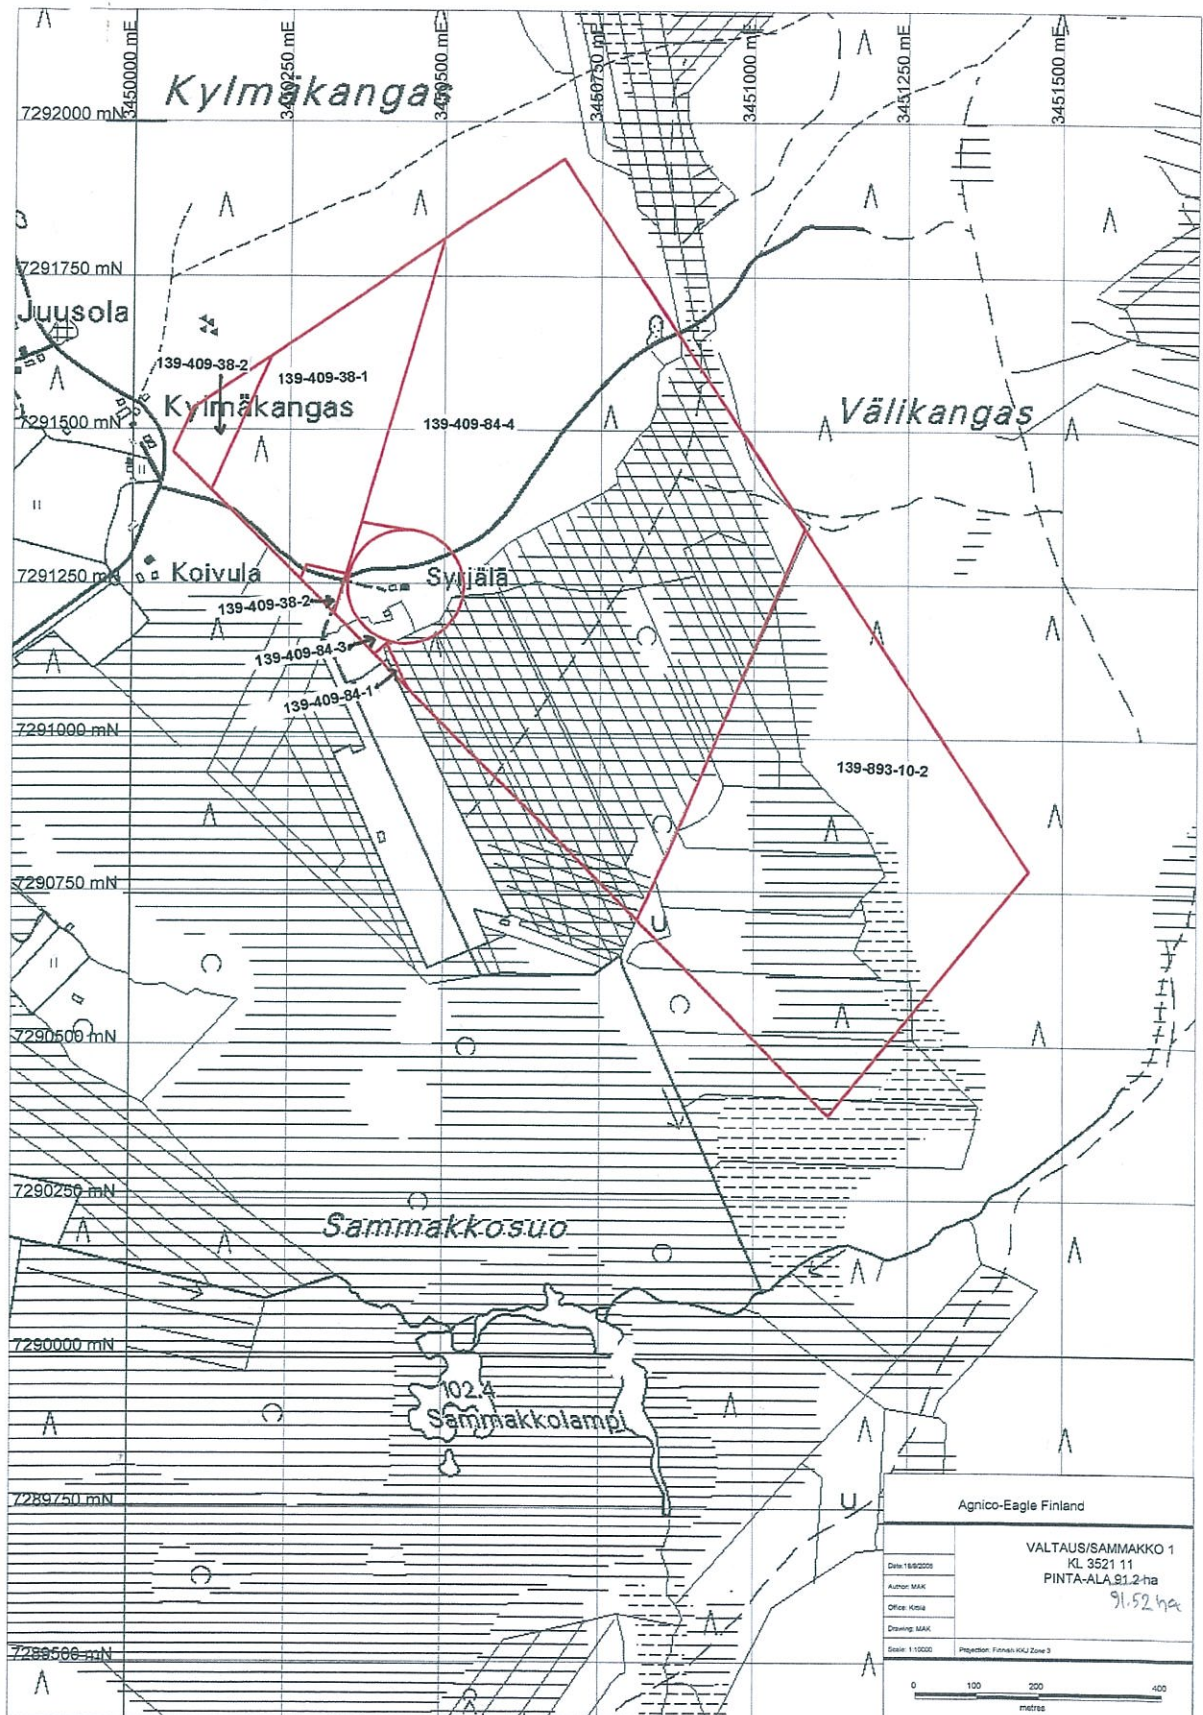 3450000 mE
3450250 mE
3450500 mE
3450750 mE
3451000 mE
3451250 mE
3451500 mE
Kylmäkangas
7292000 mN
7291750 mN
Juusola
139-409-38-2
139-409-38-1
Kylmäkangas
139-409-84-4
Välikangas
7291500 mN
Koivula
Syrjälä
7291250 mN
139-409-38-2
139-409-84-3
139-409-84-1
7291000 mN
139-893-10-2
7290750 mN
7290500 mN
7290250 mN
Sammakkosuo
7290000 mN
102.4
Sammakkolampi
7289750 mN
7289500 mN
Agnico-Eagle Finland
VALTAUS/SAMMAKKO 1
KL 3521 11
PINTA-ALA 91.2 ha
91.52 ha
Author: MAK
Office: Kittilä
Drawing: MAK
Scale: 1:10000
Projection: Finnish KKJ Zone 3
0 100 200 400
metres